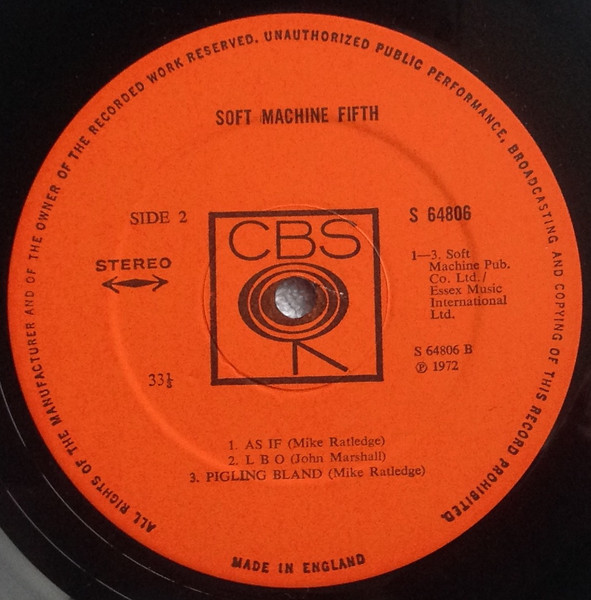 ALL RIGHTS OF THE MANUFACTURER AND OF THE OWNER OF THE RECORDED WORK RESERVED. UNAUTHORIZED PUBLIC PERFORMANCE, BROADCASTING AND COPYING OF THIS RECORD PROHIBITED.
SOFT MACHINE FIFTH
SIDE 2
STEREO
33⅓
CBS
S 64806
1—3. Soft
Machine Pub.
Co. Ltd./
Essex Music
International
Ltd.
S 64806 B
℗ 1972
1. AS IF (Mike Ratledge)
2. L B O (John Marshall)
3. PIGLING BLAND (Mike Ratledge)
MADE IN ENGLAND